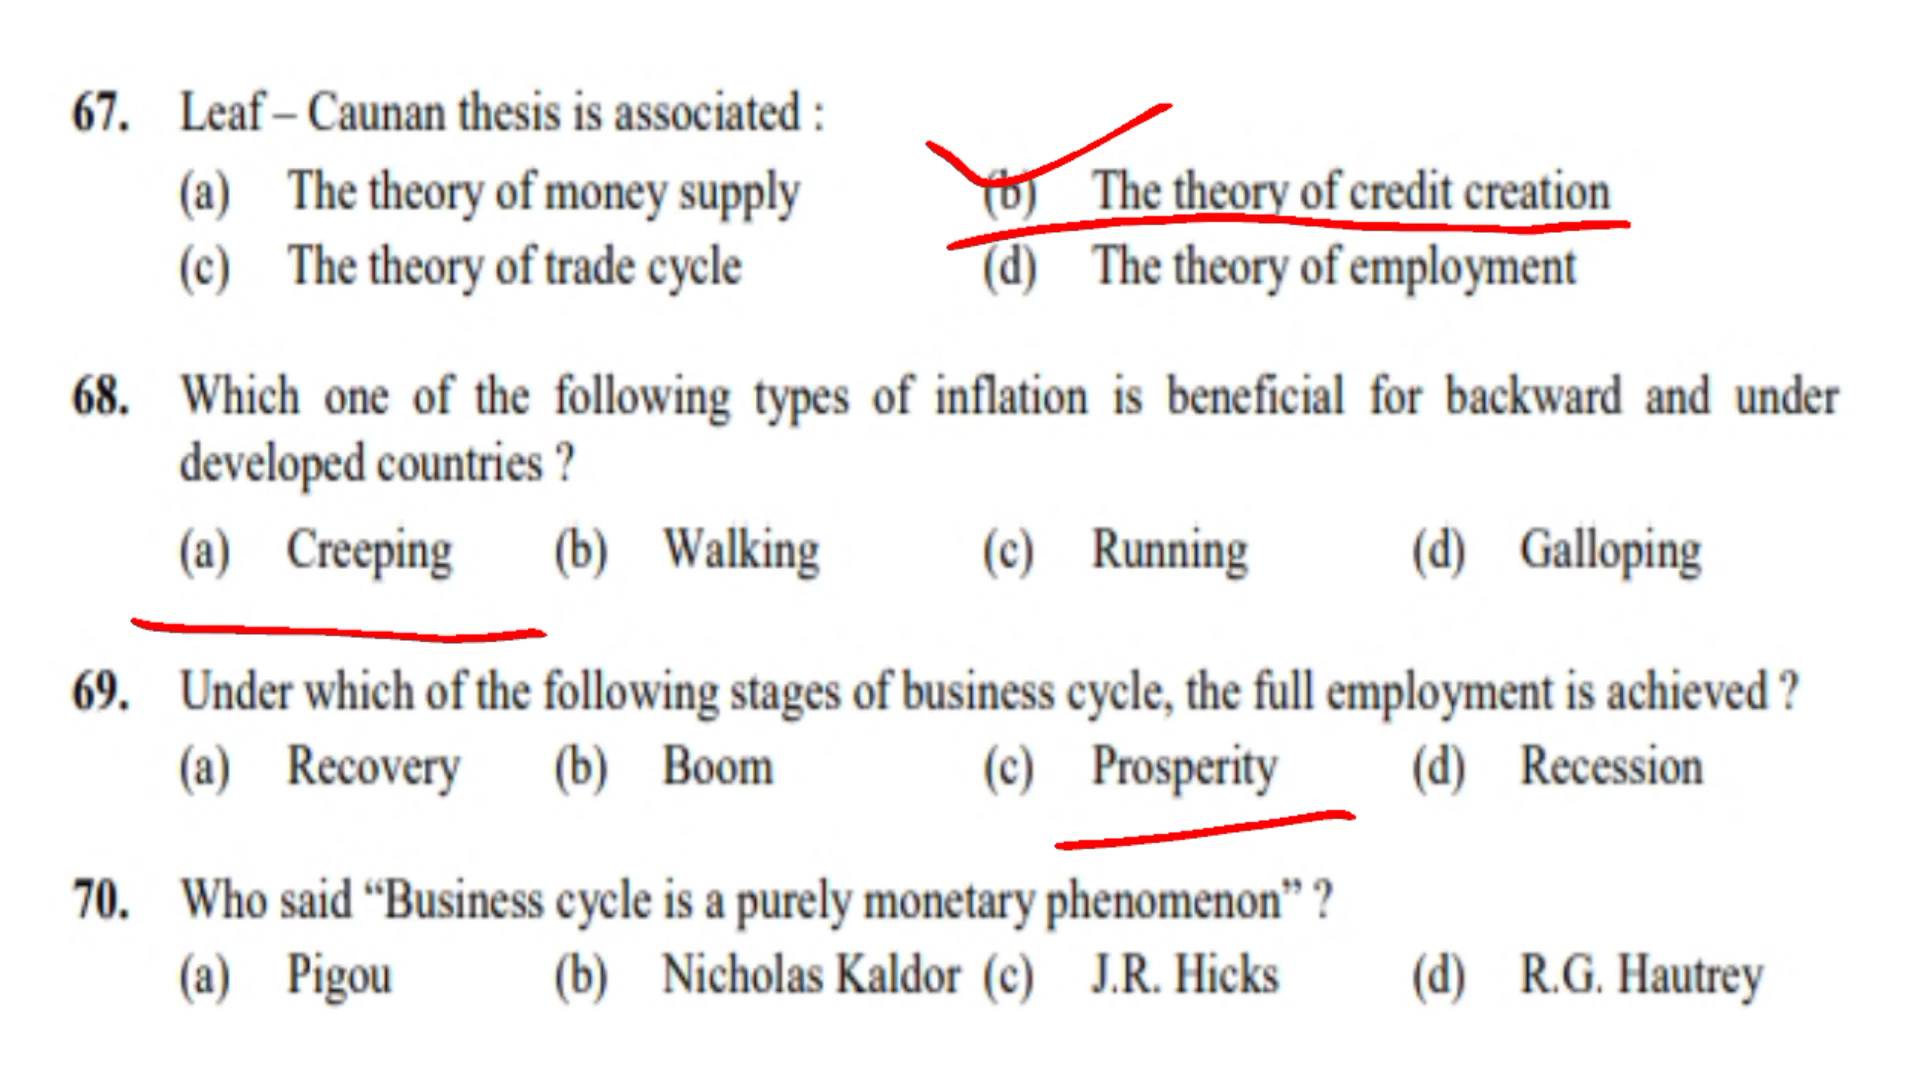 67. Leaf – Caunan thesis is associated :
(a) The theory of money supply (b) The theory of credit creation
(c) The theory of trade cycle (d) The theory of employment
68. Which one of the following types of inflation is beneficial for backward and under
developed countries ?
(a) Creeping (b) Walking (c) Running (d) Galloping
69. Under which of the following stages of business cycle, the full employment is achieved ?
(a) Recovery (b) Boom (c) Prosperity (d) Recession
70. Who said “Business cycle is a purely monetary phenomenon” ?
(a) Pigou (b) Nicholas Kaldor (c) J.R. Hicks (d) R.G. Hautrey